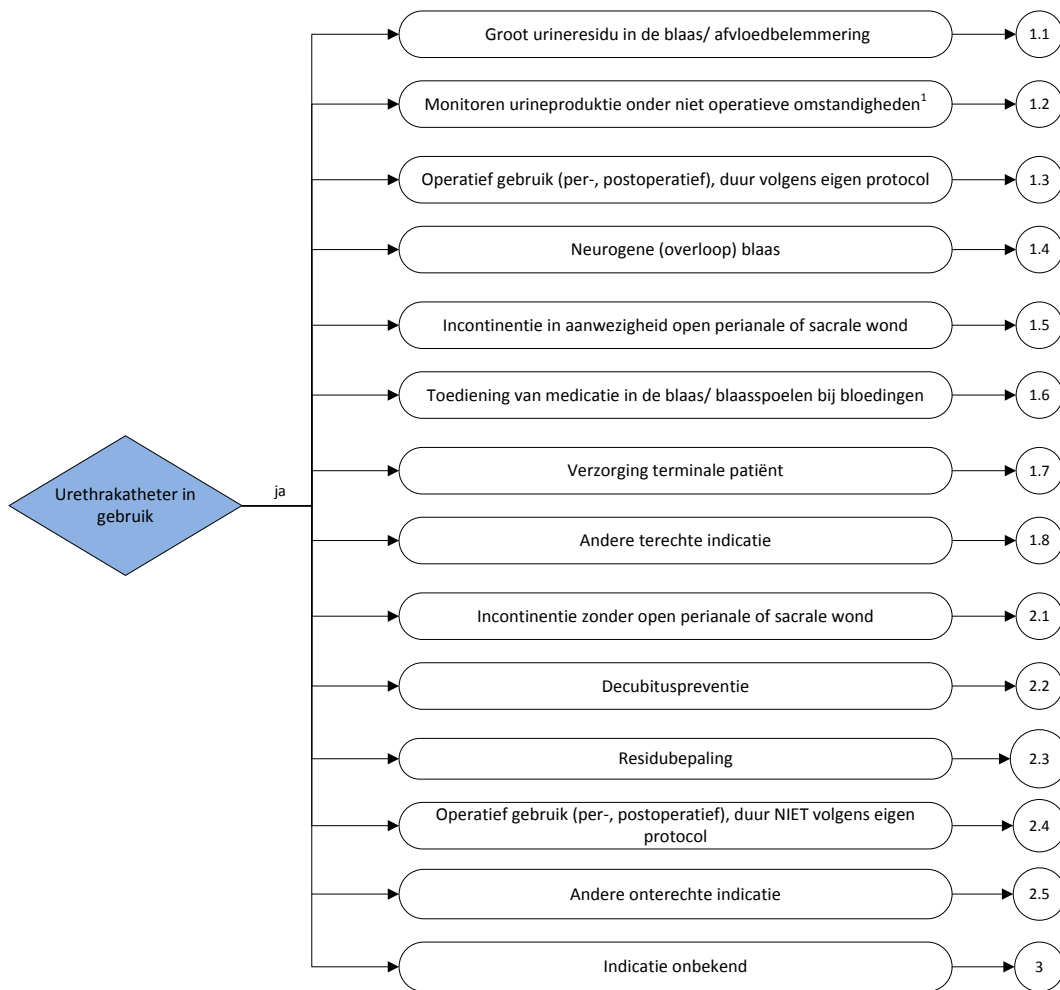 Groot urineresidu in de blaas/ afvloedbelemmering
1.1
Monitoren urineproduktie onder niet operatieve omstandigheden1
1.2
Operatief gebruik (per-, postoperatief), duur volgens eigen protocol
1.3
Neurogene (overloop) blaas
1.4
Incontinentie in aanwezigheid open perianale of sacrale wond
1.5
Toediening van medicatie in de blaas/ blaasspoelen bij bloedingen
1.6
Verzorging terminale patiënt
1.7
Urethrakatheter in
gebruik
ja
Andere terechte indicatie
1.8
Incontinentie zonder open perianale of sacrale wond
2.1
Decubituspreventie
2.2
Residubepaling
2.3
Operatief gebruik (per-, postoperatief), duur NIET volgens eigen
protocol
2.4
Andere onterechte indicatie
2.5
Indicatie onbekend
3